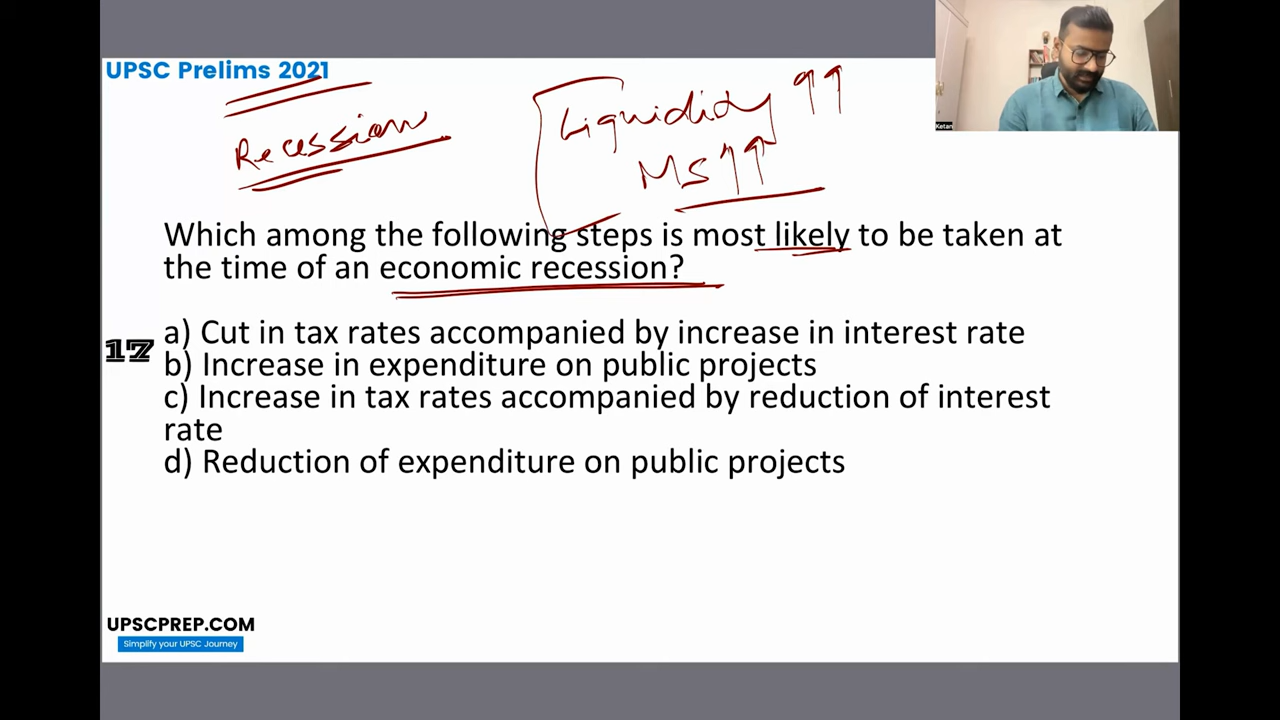 UPSC Prelims 2021
Recession
Liquidity ↑↑
MS↑↑
Which among the following steps is most likely to be taken at
the time of an economic recession?
17
a) Cut in tax rates accompanied by increase in interest rate
b) Increase in expenditure on public projects
c) Increase in tax rates accompanied by reduction of interest
rate
d) Reduction of expenditure on public projects
UPSCPREP.COM
Simplify your UPSC Journey
Ketan